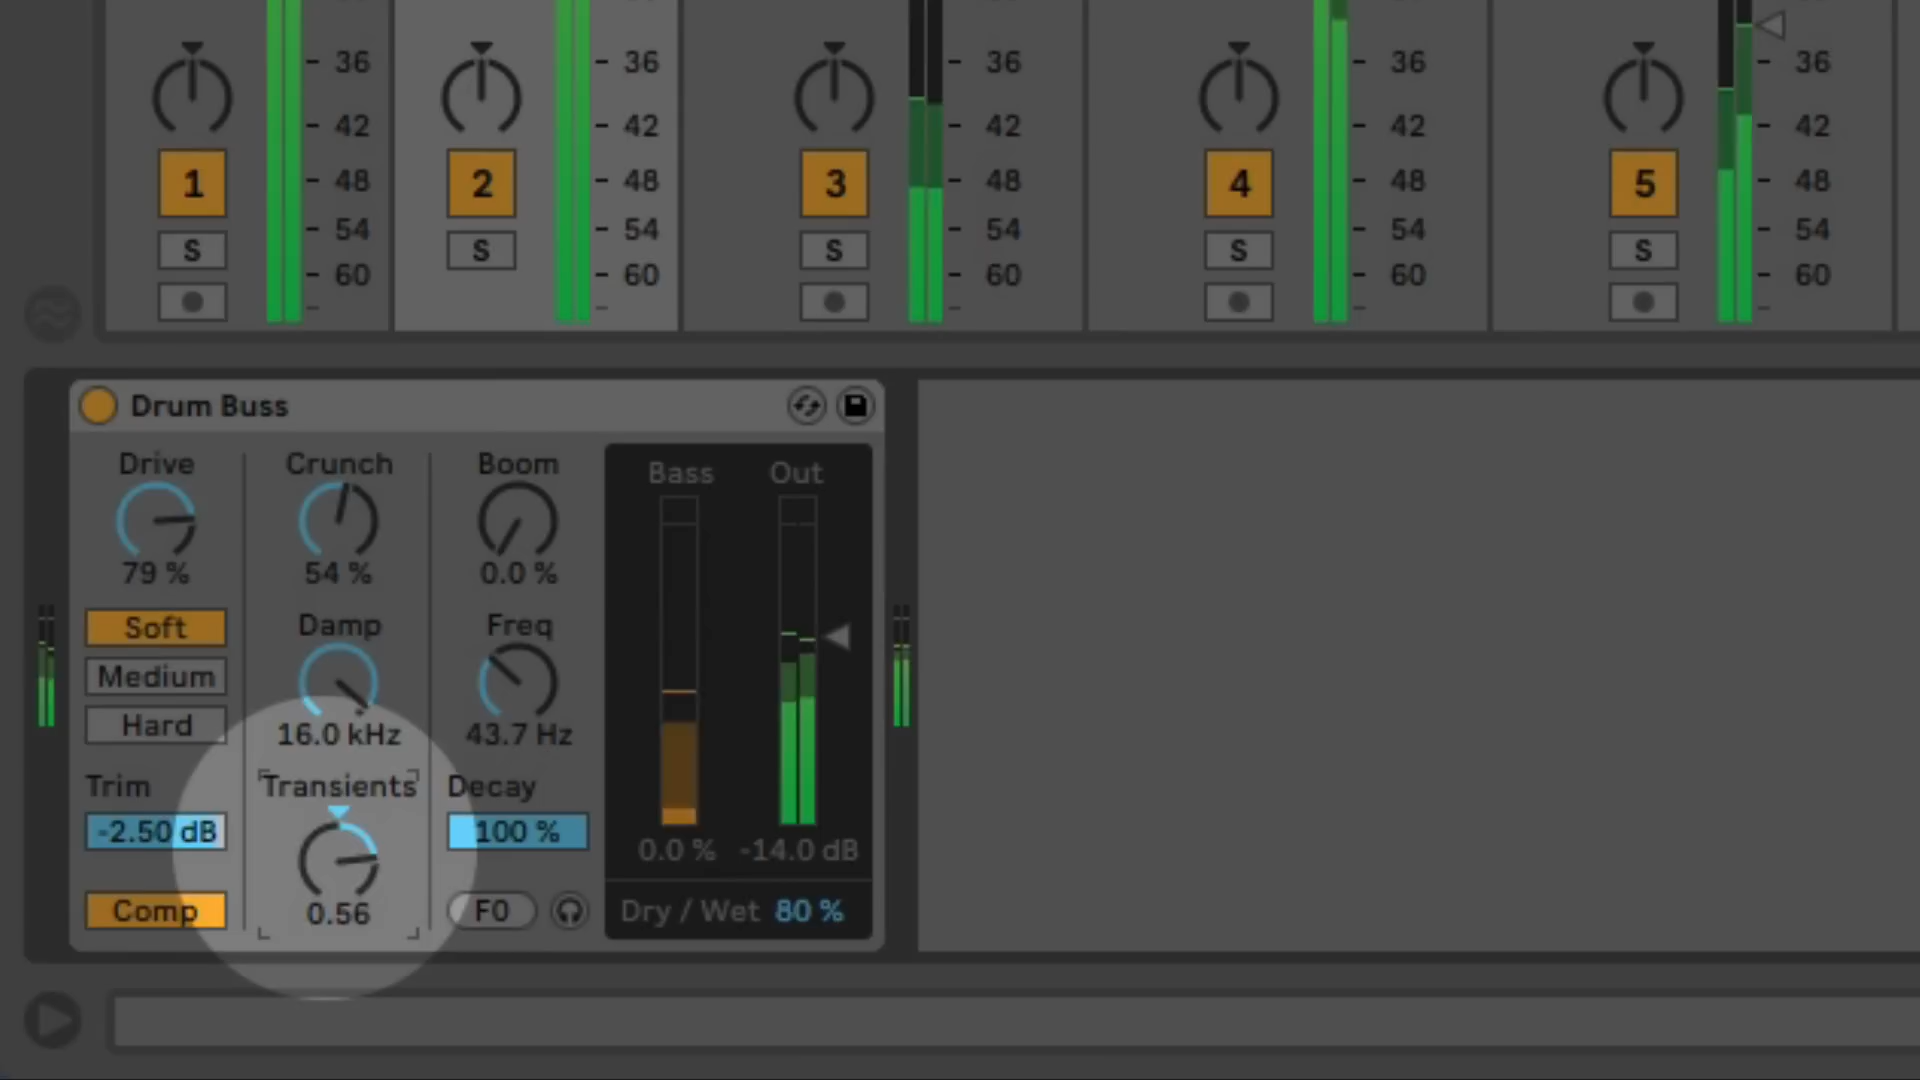 36 36 36 36 36
42 42 42 42 42
1 2 3 4 5
48 48 48 48 48
54 54 54 54 54
S S S S S
60 60 60 60 60
Drum Buss
Drive Crunch Boom Bass Out
79 % 54 % 0.0 %
Soft Damp Freq
Medium
Hard 16.0 kHz 43.7 Hz
Trim Transients Decay
-2.50 dB 100 %
0.0 % -14.0 dB
Comp 0.56 F0 Dry / Wet 80 %